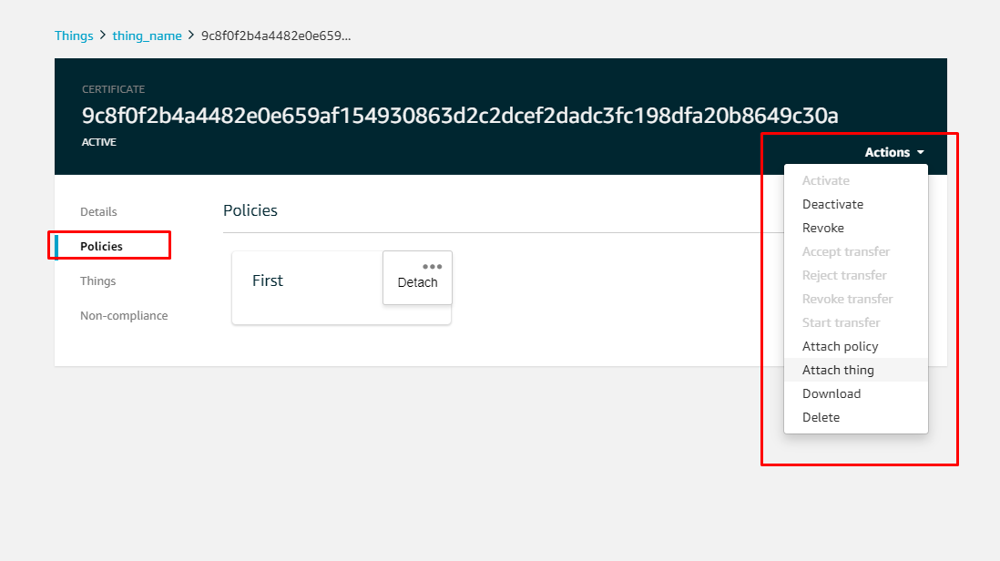 Things > thing_name > 9c8f0f2b4a4482e0e659...
CERTIFICATE
9c8f0f2b4a4482e0e659af154930863d2c2dcef2dadc3fc198dfa20b8649c30a
ACTIVE
Actions
Activate
Deactivate
Revoke
Accept transfer
Reject transfer
Revoke transfer
Start transfer
Attach policy
Attach thing
Download
Delete
Details
Policies
Things
Non-compliance
Policies
First
Detach